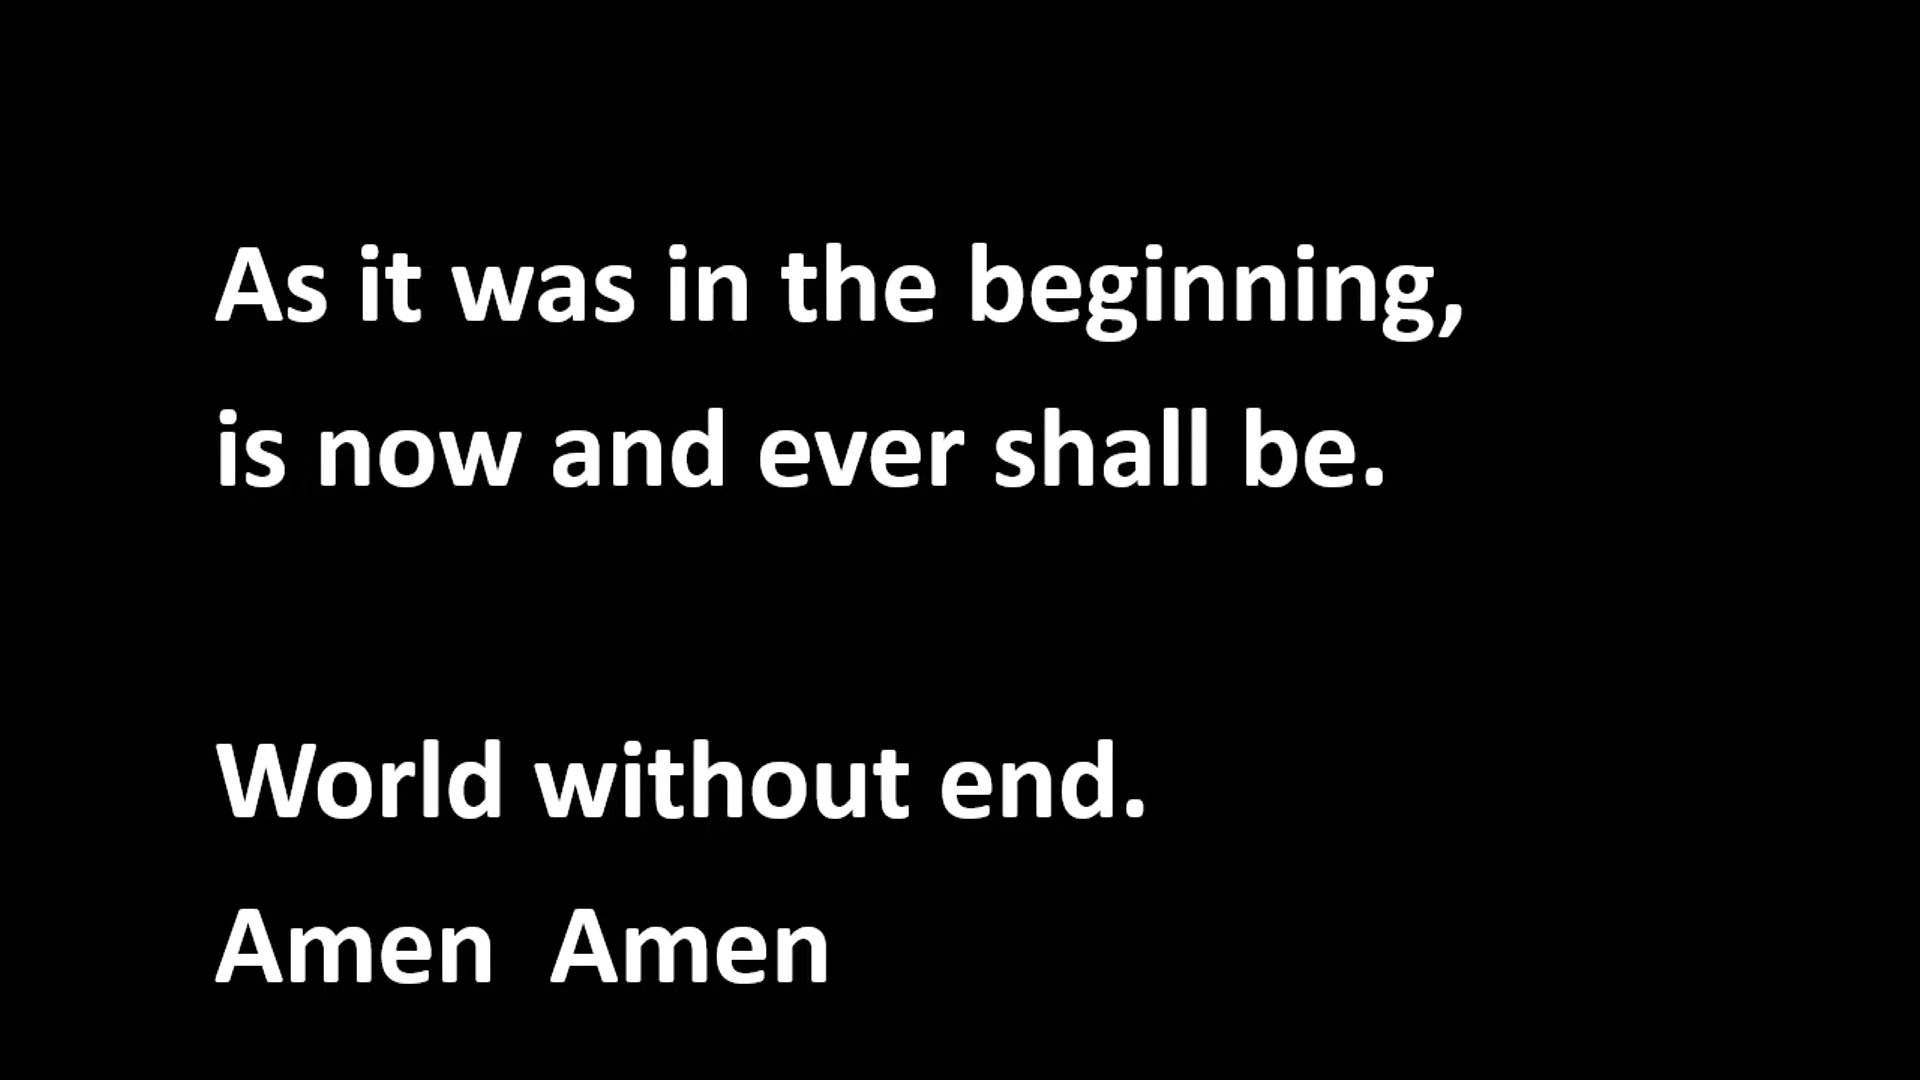 As it was in the beginning,
is now and ever shall be.
World without end.
Amen  Amen